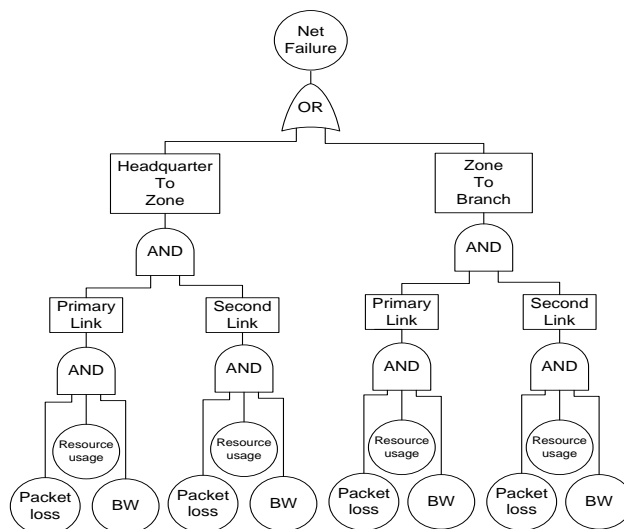 Net
Failure
OR
Headquarter
To
Zone
Zone
To
Branch
AND
AND
Primary
Link
Second
Link
Primary
Link
Second
Link
AND
AND
AND
AND
Resource
usage
Resource
usage
Resource
usage
Resource
usage
Packet
loss
BW
Packet
loss
BW
Packet
loss
BW
Packet
loss
BW